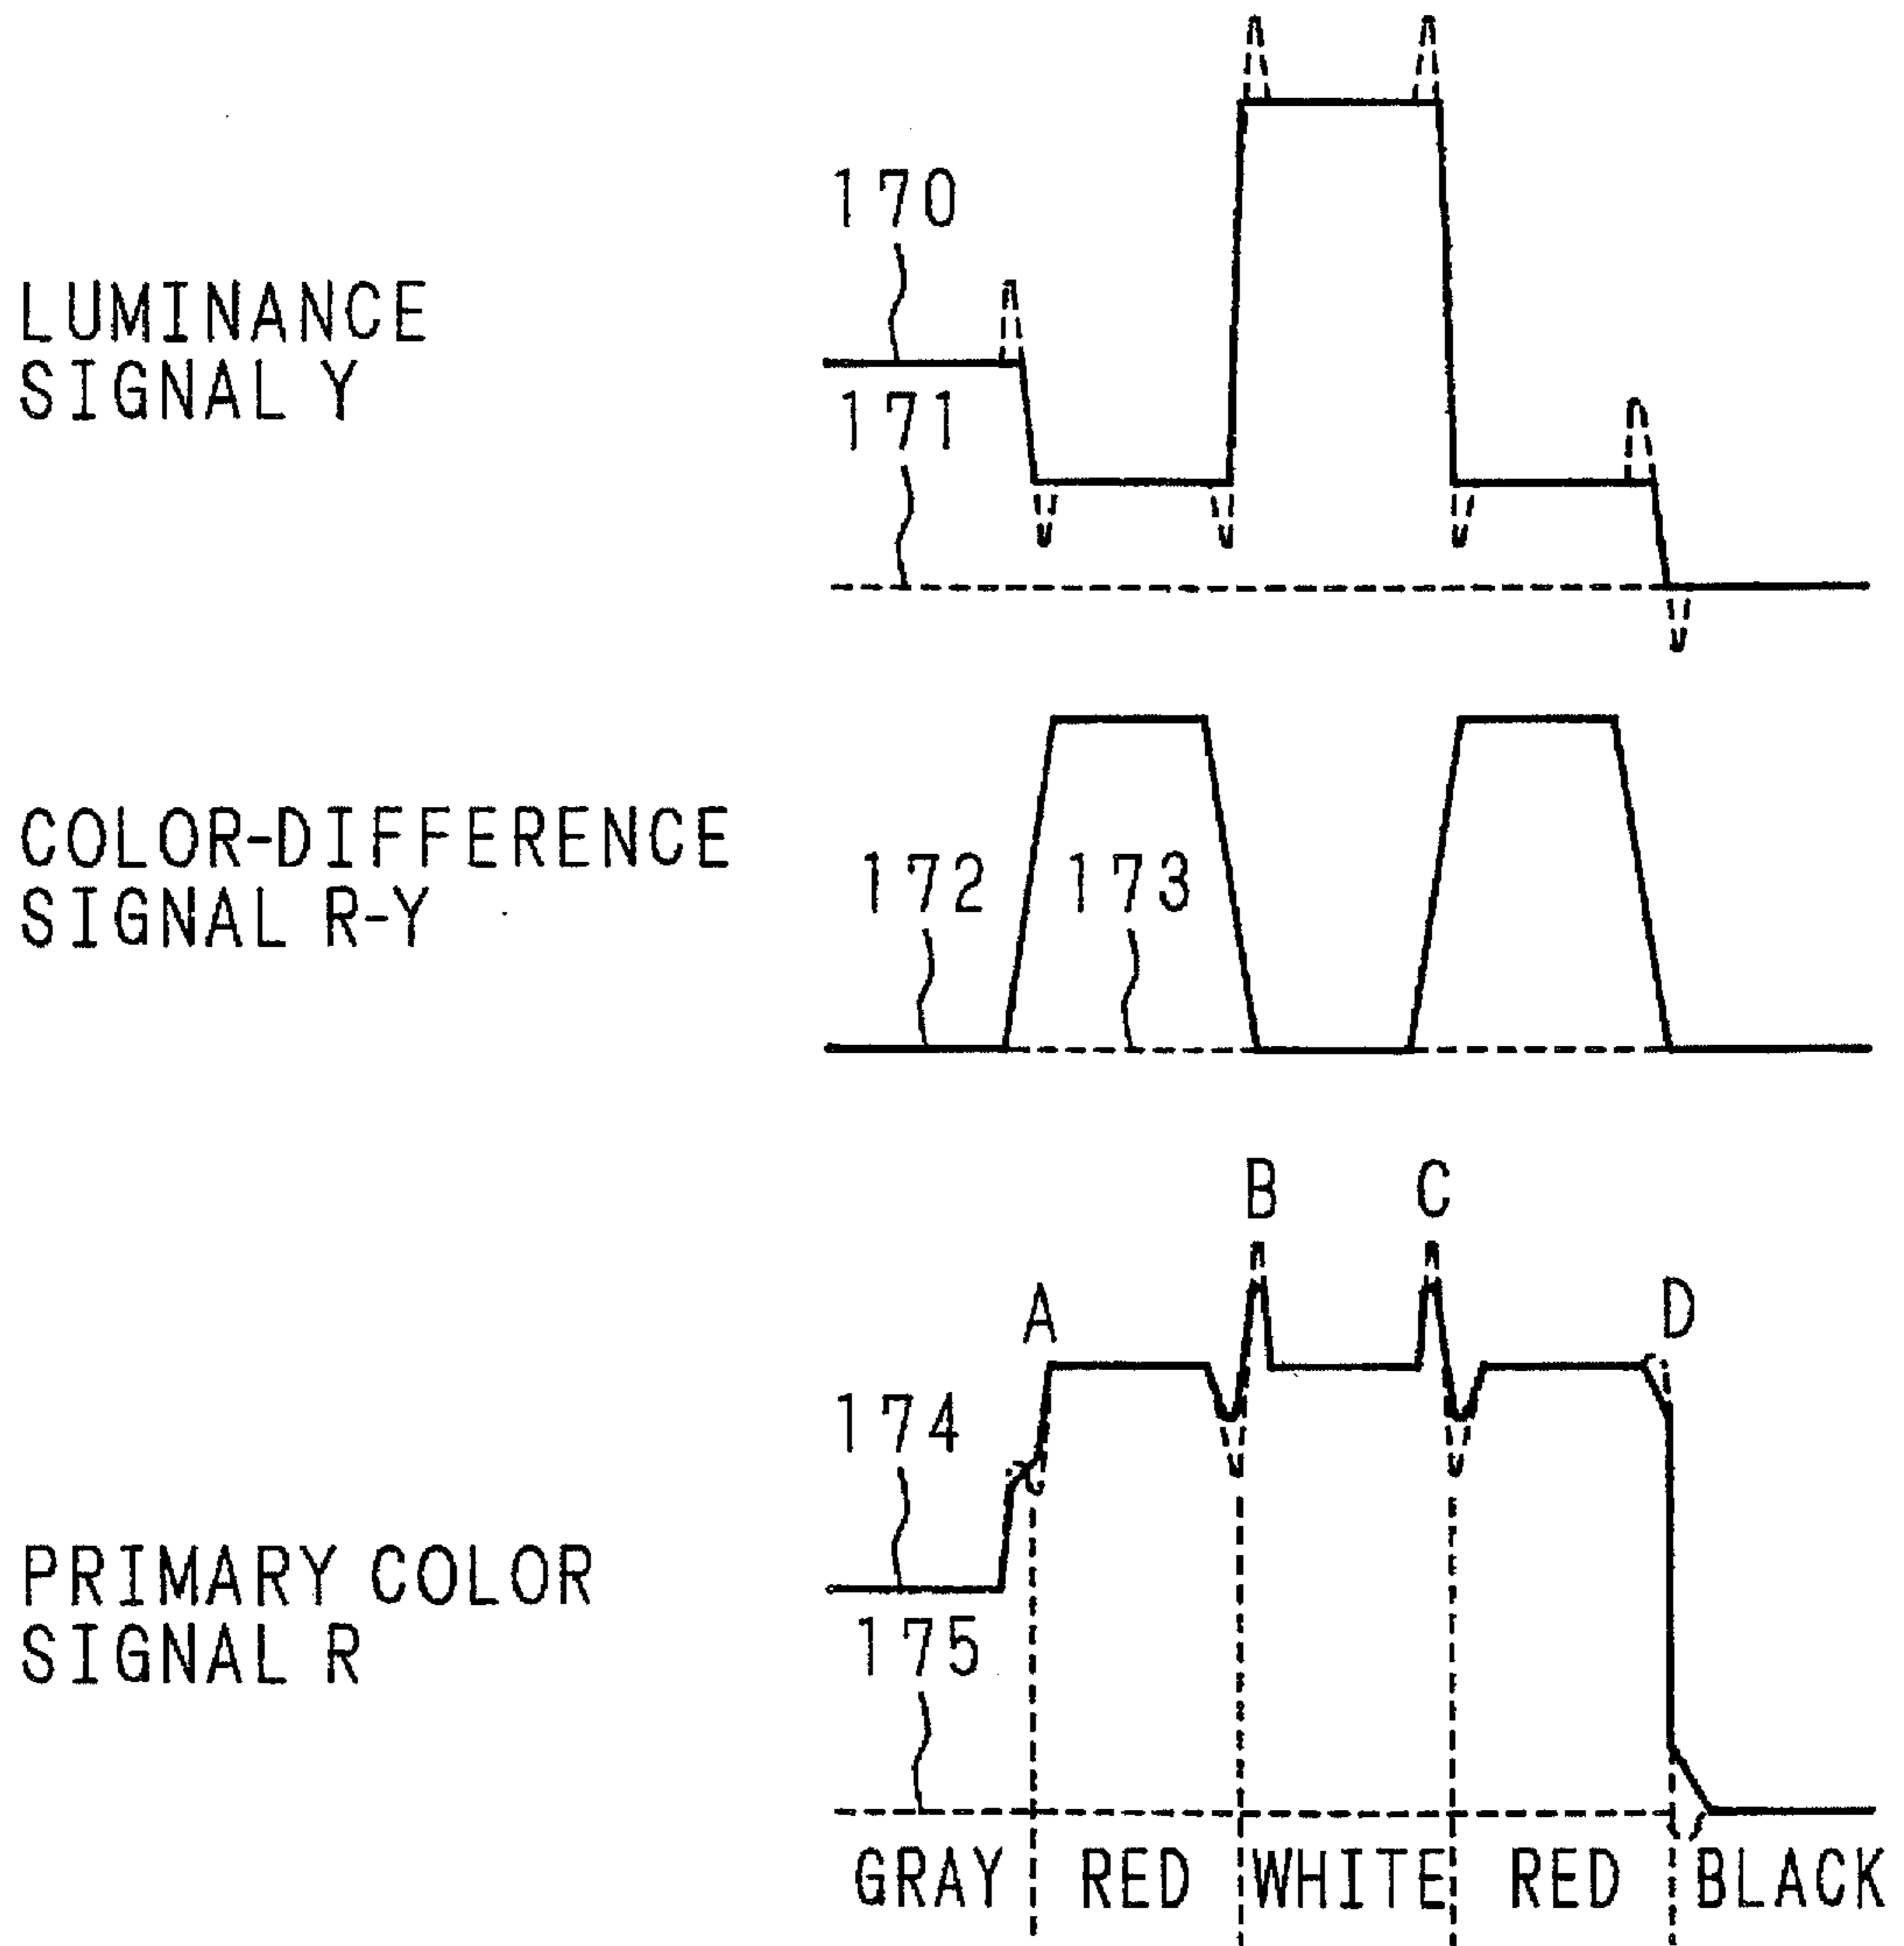 170
LUMINANCE
SIGNAL Y
171
COLOR-DIFFERENCE
SIGNAL R-Y
172
173
B
C
A
D
174
PRIMARY COLOR
SIGNAL R
175
GRAY
RED
WHITE
RED
BLACK